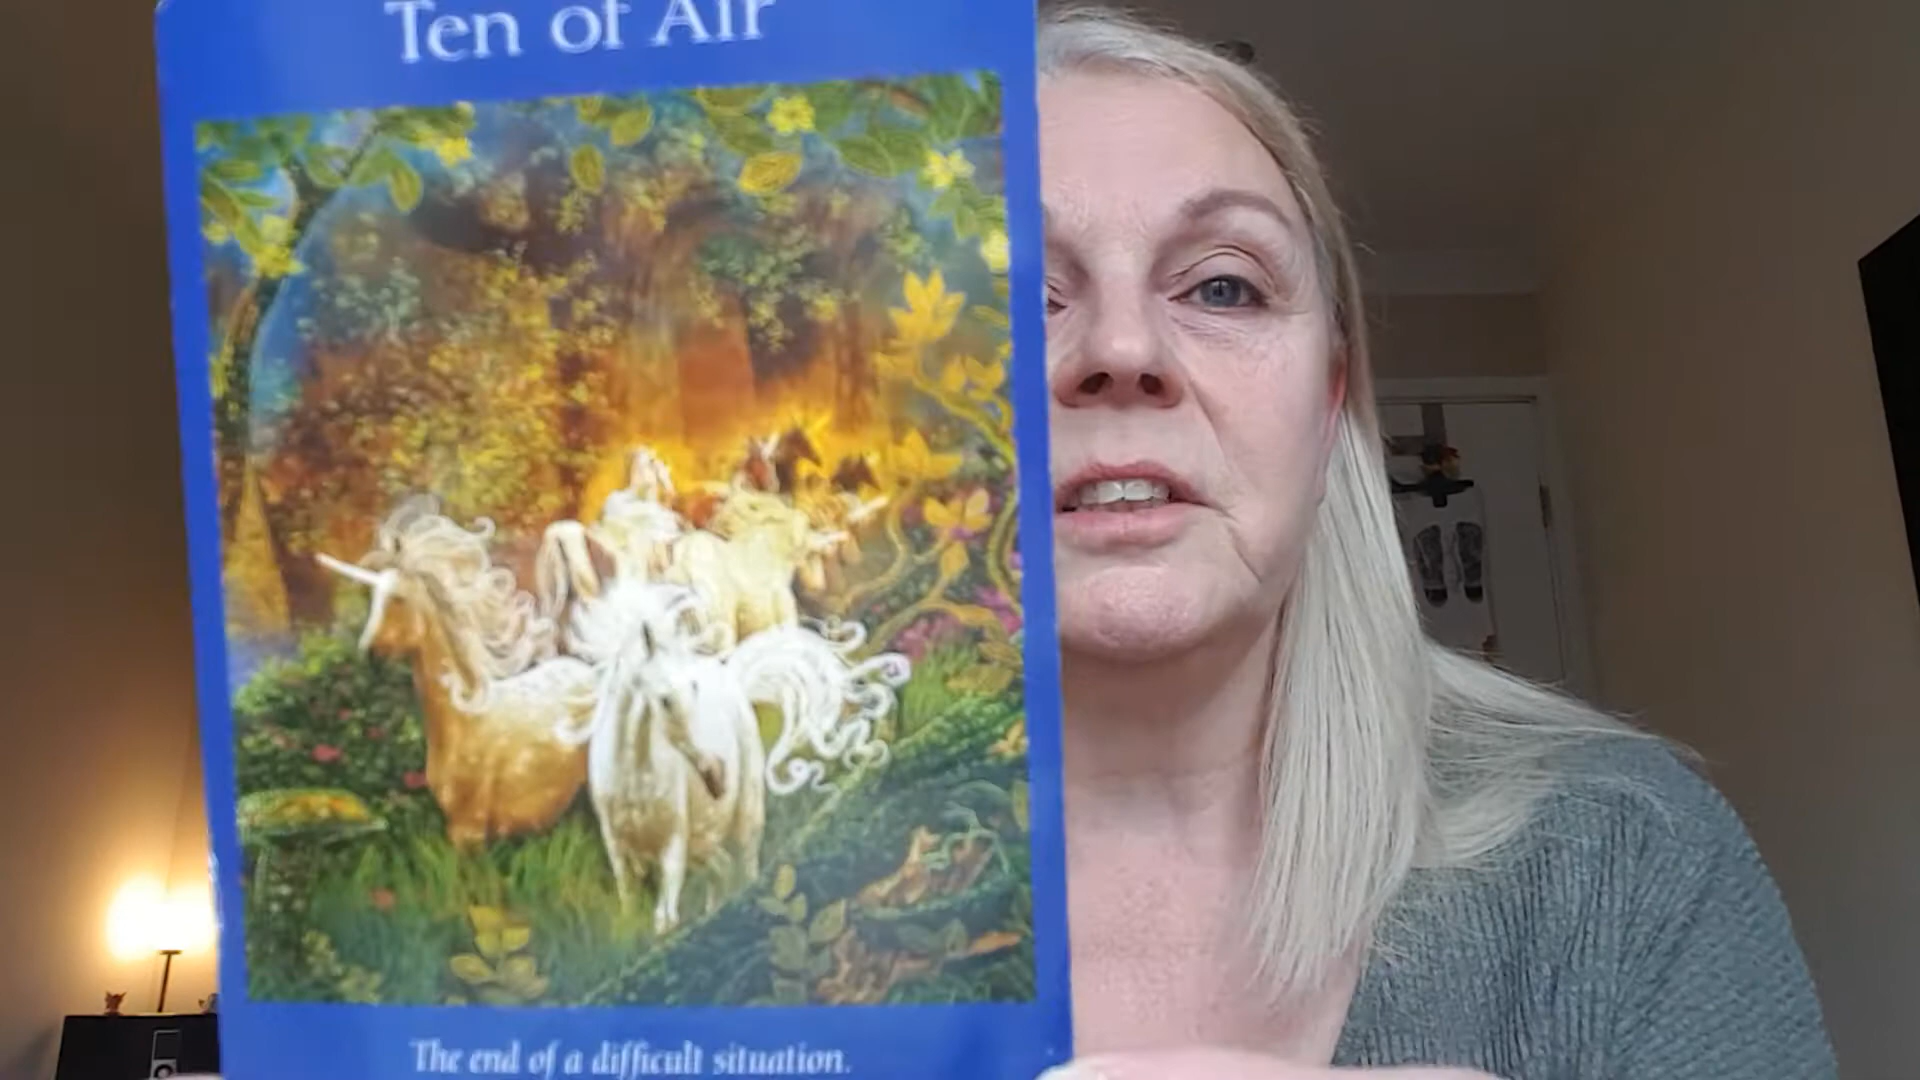 Ten of Air
The end of a difficult situation.